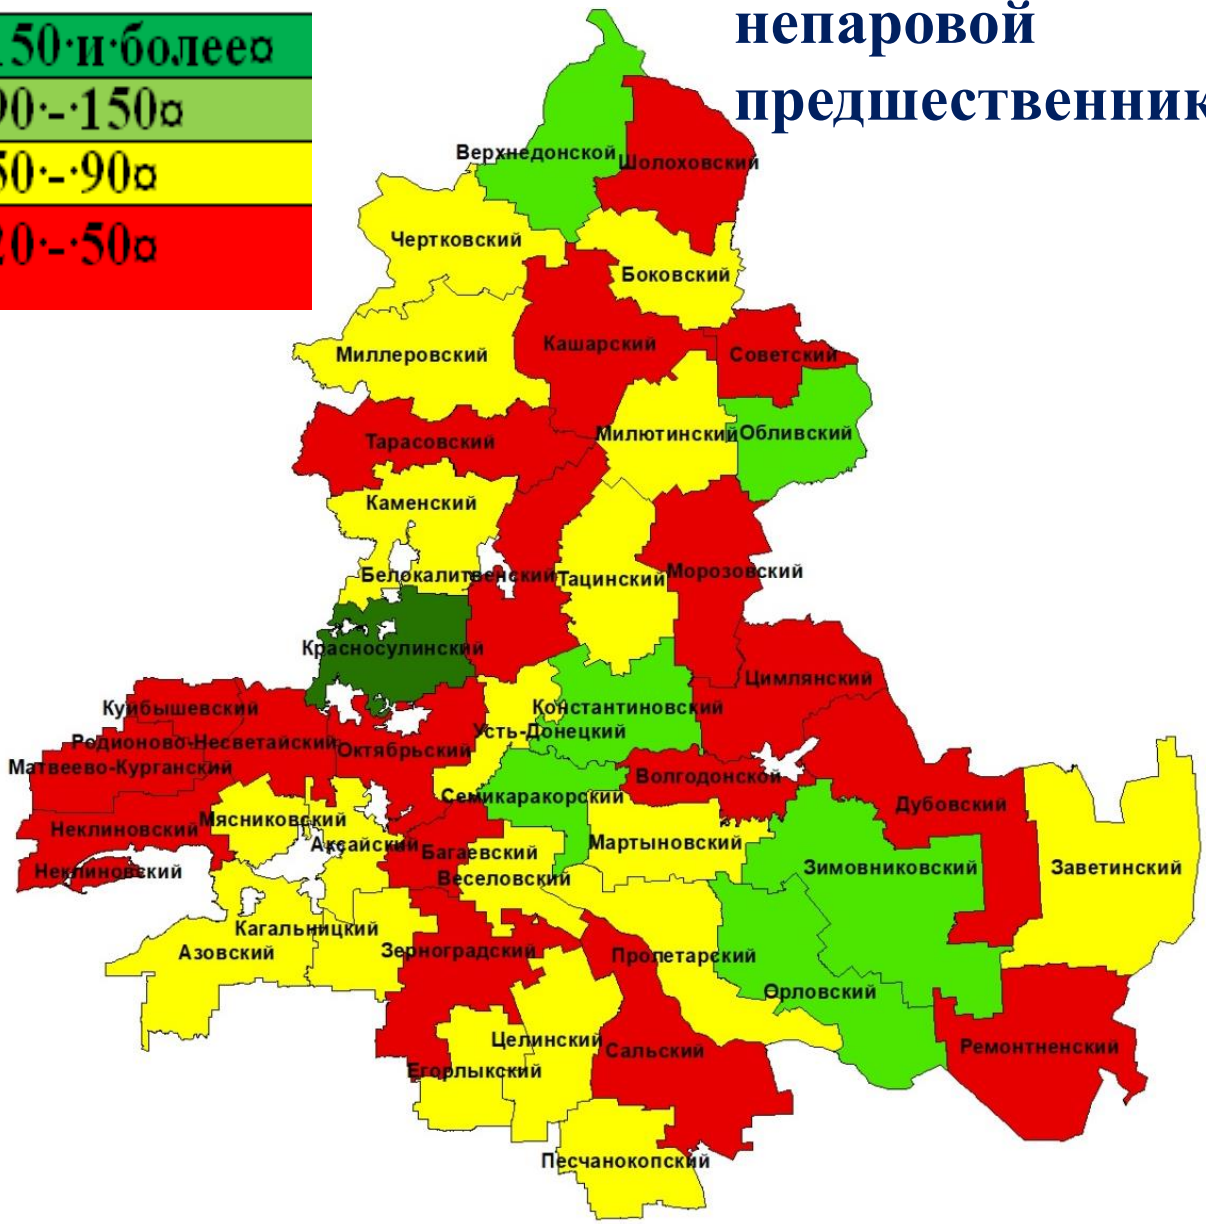 150·и·более¤
90·-·150¤
50·-·90¤
20·-·50¤
непаровой
предшественник
Верхнедонской
Шолоховский
Чертковский
Боковский
Миллеровский
Кашарский
Советский
Тарасовский
Милютинский
Обливский
Каменский
Белокалитвенский
Тацинский
Морозовский
Красносулинский
Цимлянский
Куйбышевский
Константиновский
Родионово-Несветайский
Октябрьский
Усть-Донецкий
Матвеево-Курганский
Волгодонской
Семикаракорский
Дубовский
Неклиновский
Мясниковский
Аксайский
Багаевский
Мартыновский
Зимовниковский
Заветинский
Неклиновский
Веселовский
Кагальницкий
Азовский
Зерноградский
Пролетарский
Орловский
Целинский
Сальский
Ремонтненский
Егорлыкский
Песчанокопский